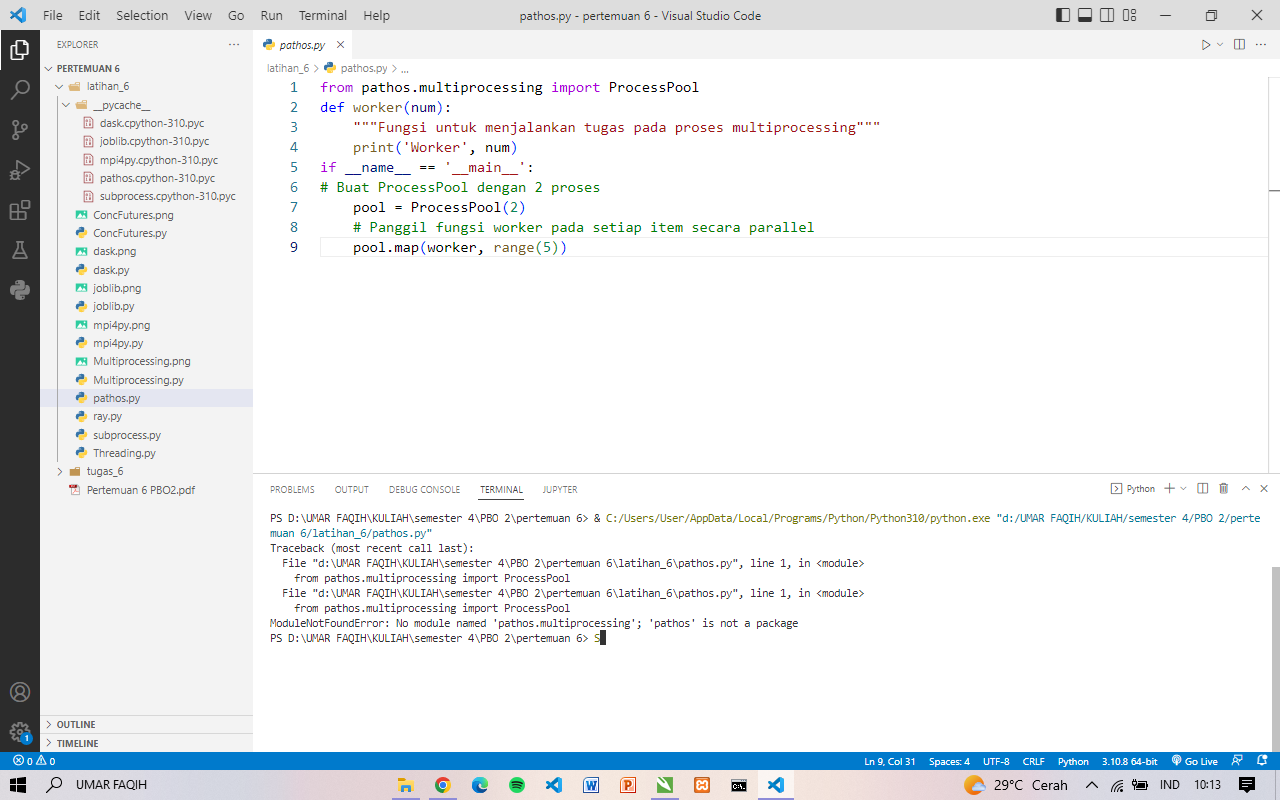 File Edit Selection View Go Run Terminal Help pathos.py - pertemuan 6 - Visual Studio Code
EXPLORER ...
PERTEMUAN 6
latihan_6
__pycache__
dask.cpython-310.pyc
joblib.cpython-310.pyc
mpi4py.cpython-310.pyc
pathos.cpython-310.pyc
subprocess.cpython-310.pyc
ConcFutures.png
ConcFutures.py
dask.png
dask.py
joblib.png
joblib.py
mpi4py.png
mpi4py.py
Multiprocessing.png
Multiprocessing.py
pathos.py
ray.py
subprocess.py
Threading.py
tugas_6
Pertemuan 6 PBO2.pdf
OUTLINE
TIMELINE
pathos.py
latihan_6 > pathos.py > ...
1 from pathos.multiprocessing import ProcessPool
2 def worker(num):
3 """Fungsi untuk menjalankan tugas pada proses multiprocessing"""
4 print('Worker', num)
5 if __name__ == '__main__':
6 # Buat ProcessPool dengan 2 proses
7 pool = ProcessPool(2)
8 # Panggil fungsi worker pada setiap item secara parallel
9 pool.map(worker, range(5))
PROBLEMS OUTPUT DEBUG CONSOLE TERMINAL JUPYTER Python
PS D:\UMAR FAQIH\KULIAH\semester 4\PBO 2\pertemuan 6> & C:/Users/User/AppData/Local/Programs/Python/Python310/python.exe "d:/UMAR FAQIH/KULIAH/semester 4/PBO 2/perte
muan 6/latihan_6/pathos.py"
Traceback (most recent call last):
File "d:\UMAR FAQIH\KULIAH\semester 4\PBO 2\pertemuan 6\latihan_6\pathos.py", line 1, in <module>
from pathos.multiprocessing import ProcessPool
File "d:\UMAR FAQIH\KULIAH\semester 4\PBO 2\pertemuan 6\latihan_6\pathos.py", line 1, in <module>
from pathos.multiprocessing import ProcessPool
ModuleNotFoundError: No module named 'pathos.multiprocessing'; 'pathos' is not a package
PS D:\UMAR FAQIH\KULIAH\semester 4\PBO 2\pertemuan 6> S
1
0 0 Ln 9, Col 31 Spaces: 4 UTF-8 CRLF Python 3.10.8 64-bit Go Live
UMAR FAQIH 29°C Cerah IND 10:13